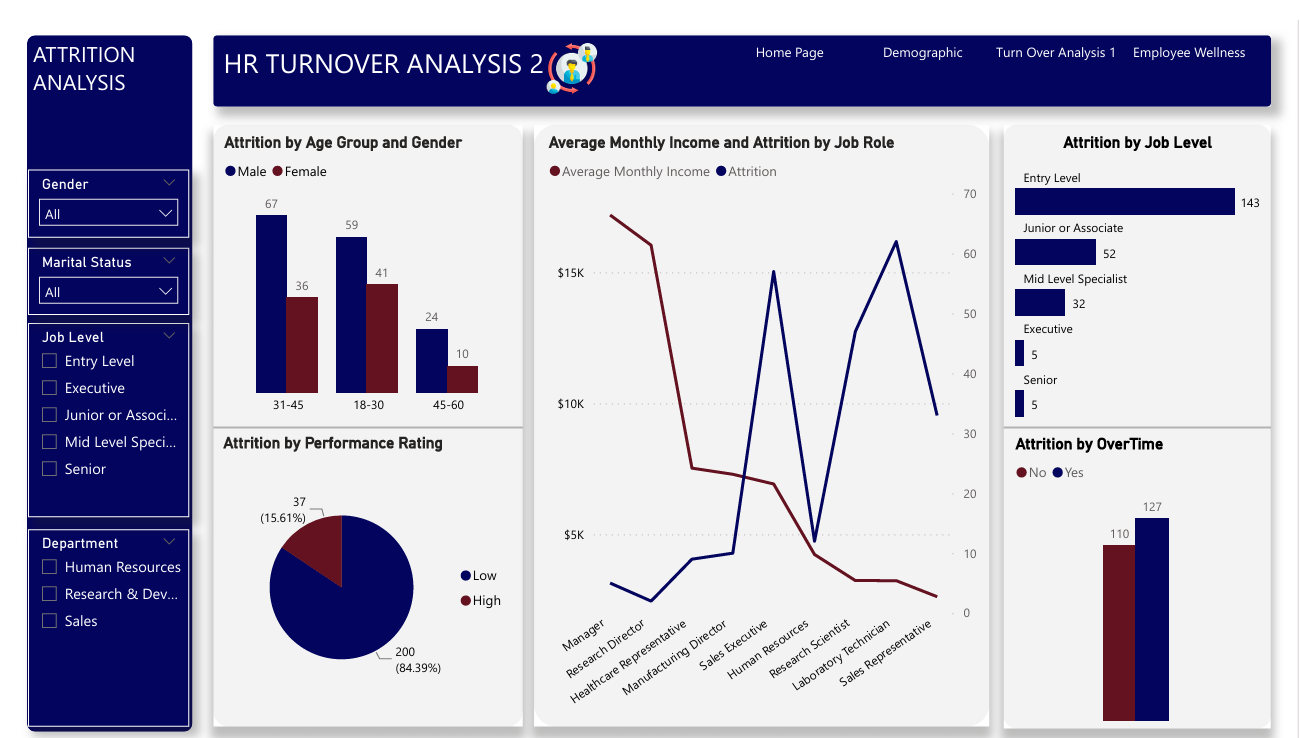 ATTRITION
ANALYSIS
HR TURNOVER ANALYSIS 2
Home Page
Demographic
Turn Over Analysis 1
Employee Wellness
Gender
All
Marital Status
All
Job Level
Entry Level
Executive
Junior or Associ...
Mid Level Speci...
Senior
Department
Human Resources
Research & Dev...
Sales
Attrition by Age Group and Gender
Male Female
67
36
59
41
24
10
31-45
18-30
45-60
Attrition by Performance Rating
37
(15.61%)
200
(84.39%)
Low
High
Average Monthly Income and Attrition by Job Role
Average Monthly Income Attrition
$15K
$10K
$5K
70
60
50
40
30
20
10
0
Manager
Research Director
Healthcare Representative
Manufacturing Director
Sales Executive
Human Resources
Research Scientist
Laboratory Technician
Sales Representative
Attrition by Job Level
Entry Level
143
Junior or Associate
52
Mid Level Specialist
32
Executive
5
Senior
5
Attrition by OverTime
No Yes
110
127